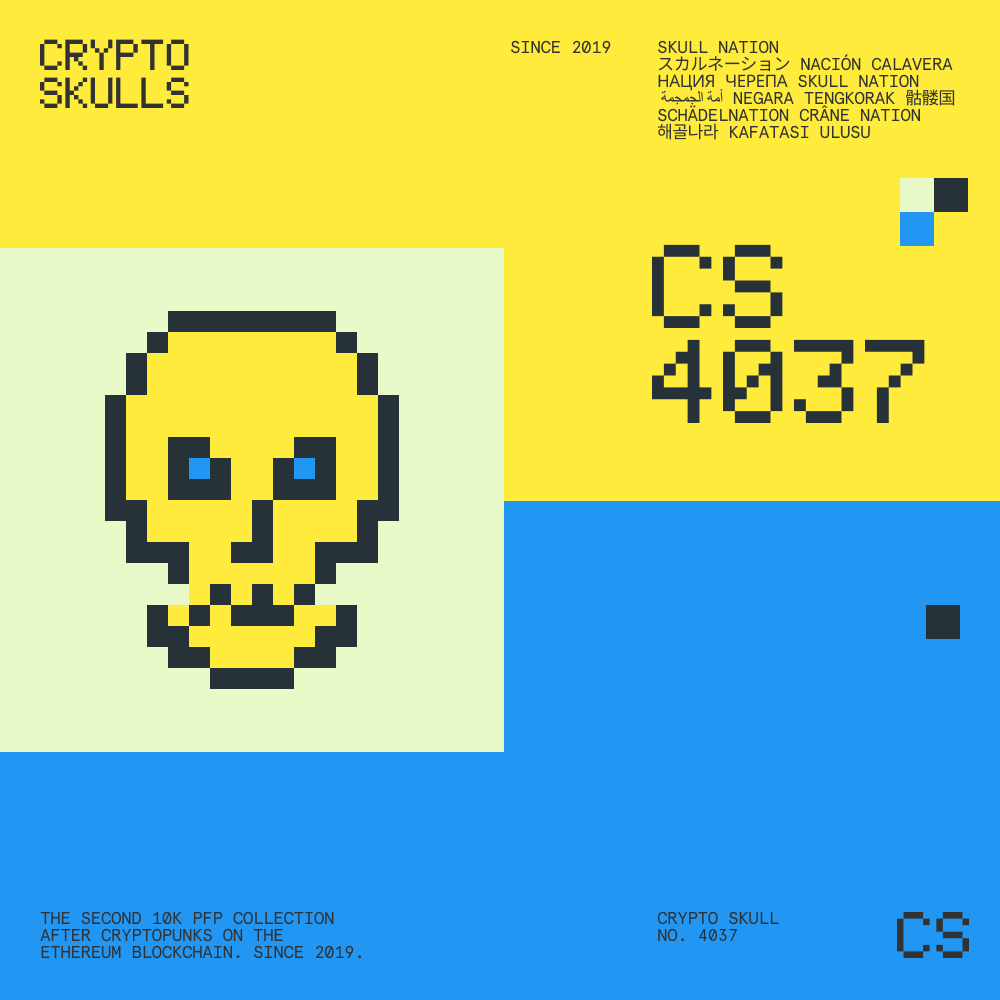 CRYPTO
SKULLS
SINCE 2019
SKULL NATION
スカルネーション NACIÓN CALAVERA
НАЦИЯ ЧЕРЕПА SKULL NATION
أمة الجمجمة NEGARA TENGKORAK 骷髅国
SCHÄDELNATION CRÂNE NATION
해골나라 KAFATASI ULUSU
CS
4037
THE SECOND 10K PFP COLLECTION
AFTER CRYPTOPUNKS ON THE
ETHEREUM BLOCKCHAIN. SINCE 2019.
CRYPTO SKULL
NO. 4037
CS